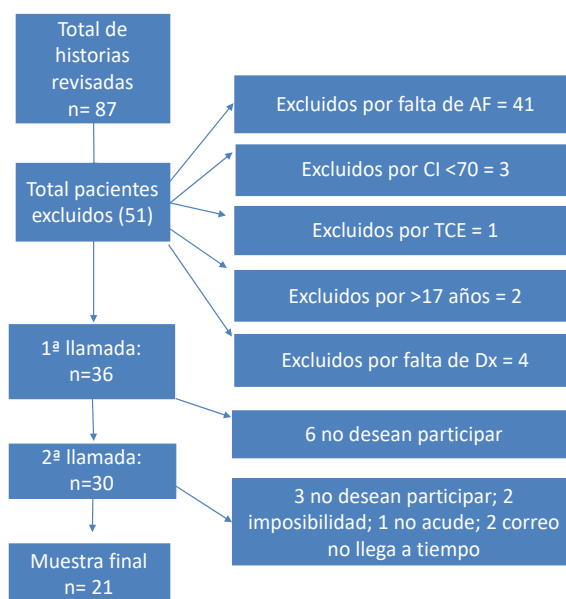 Total de
historias
revisadas
n= 87
Excluidos por falta de AF = 41
Excluidos por CI <70 = 3
Total pacientes
excluidos (51)
Excluidos por TCE = 1
Excluidos por >17 años = 2
Excluidos por falta de Dx = 4
1ª llamada:
n=36
6 no desean participar
2ª llamada:
n=30
3 no desean participar; 2
imposibilidad; 1 no acude; 2 correo
no llega a tiempo
Muestra final
n= 21